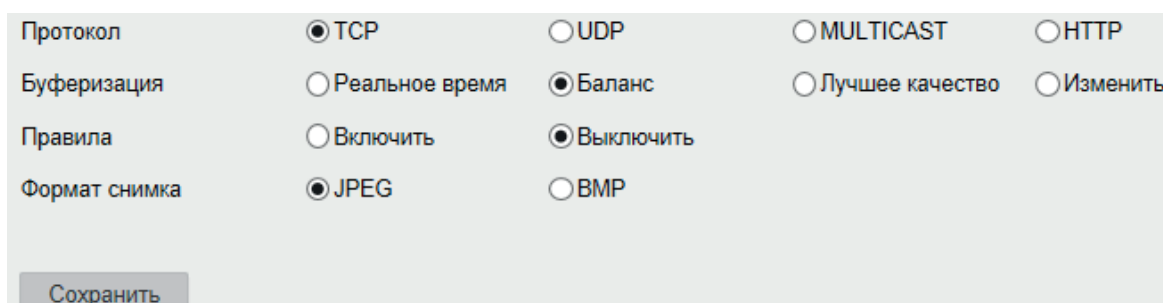 Протокол TCP UDP MULTICAST HTTP
Буферизация Реальное время Баланс Лучшее качество Изменить
Правила Включить Выключить
Формат снимка JPEG BMP
Сохранить